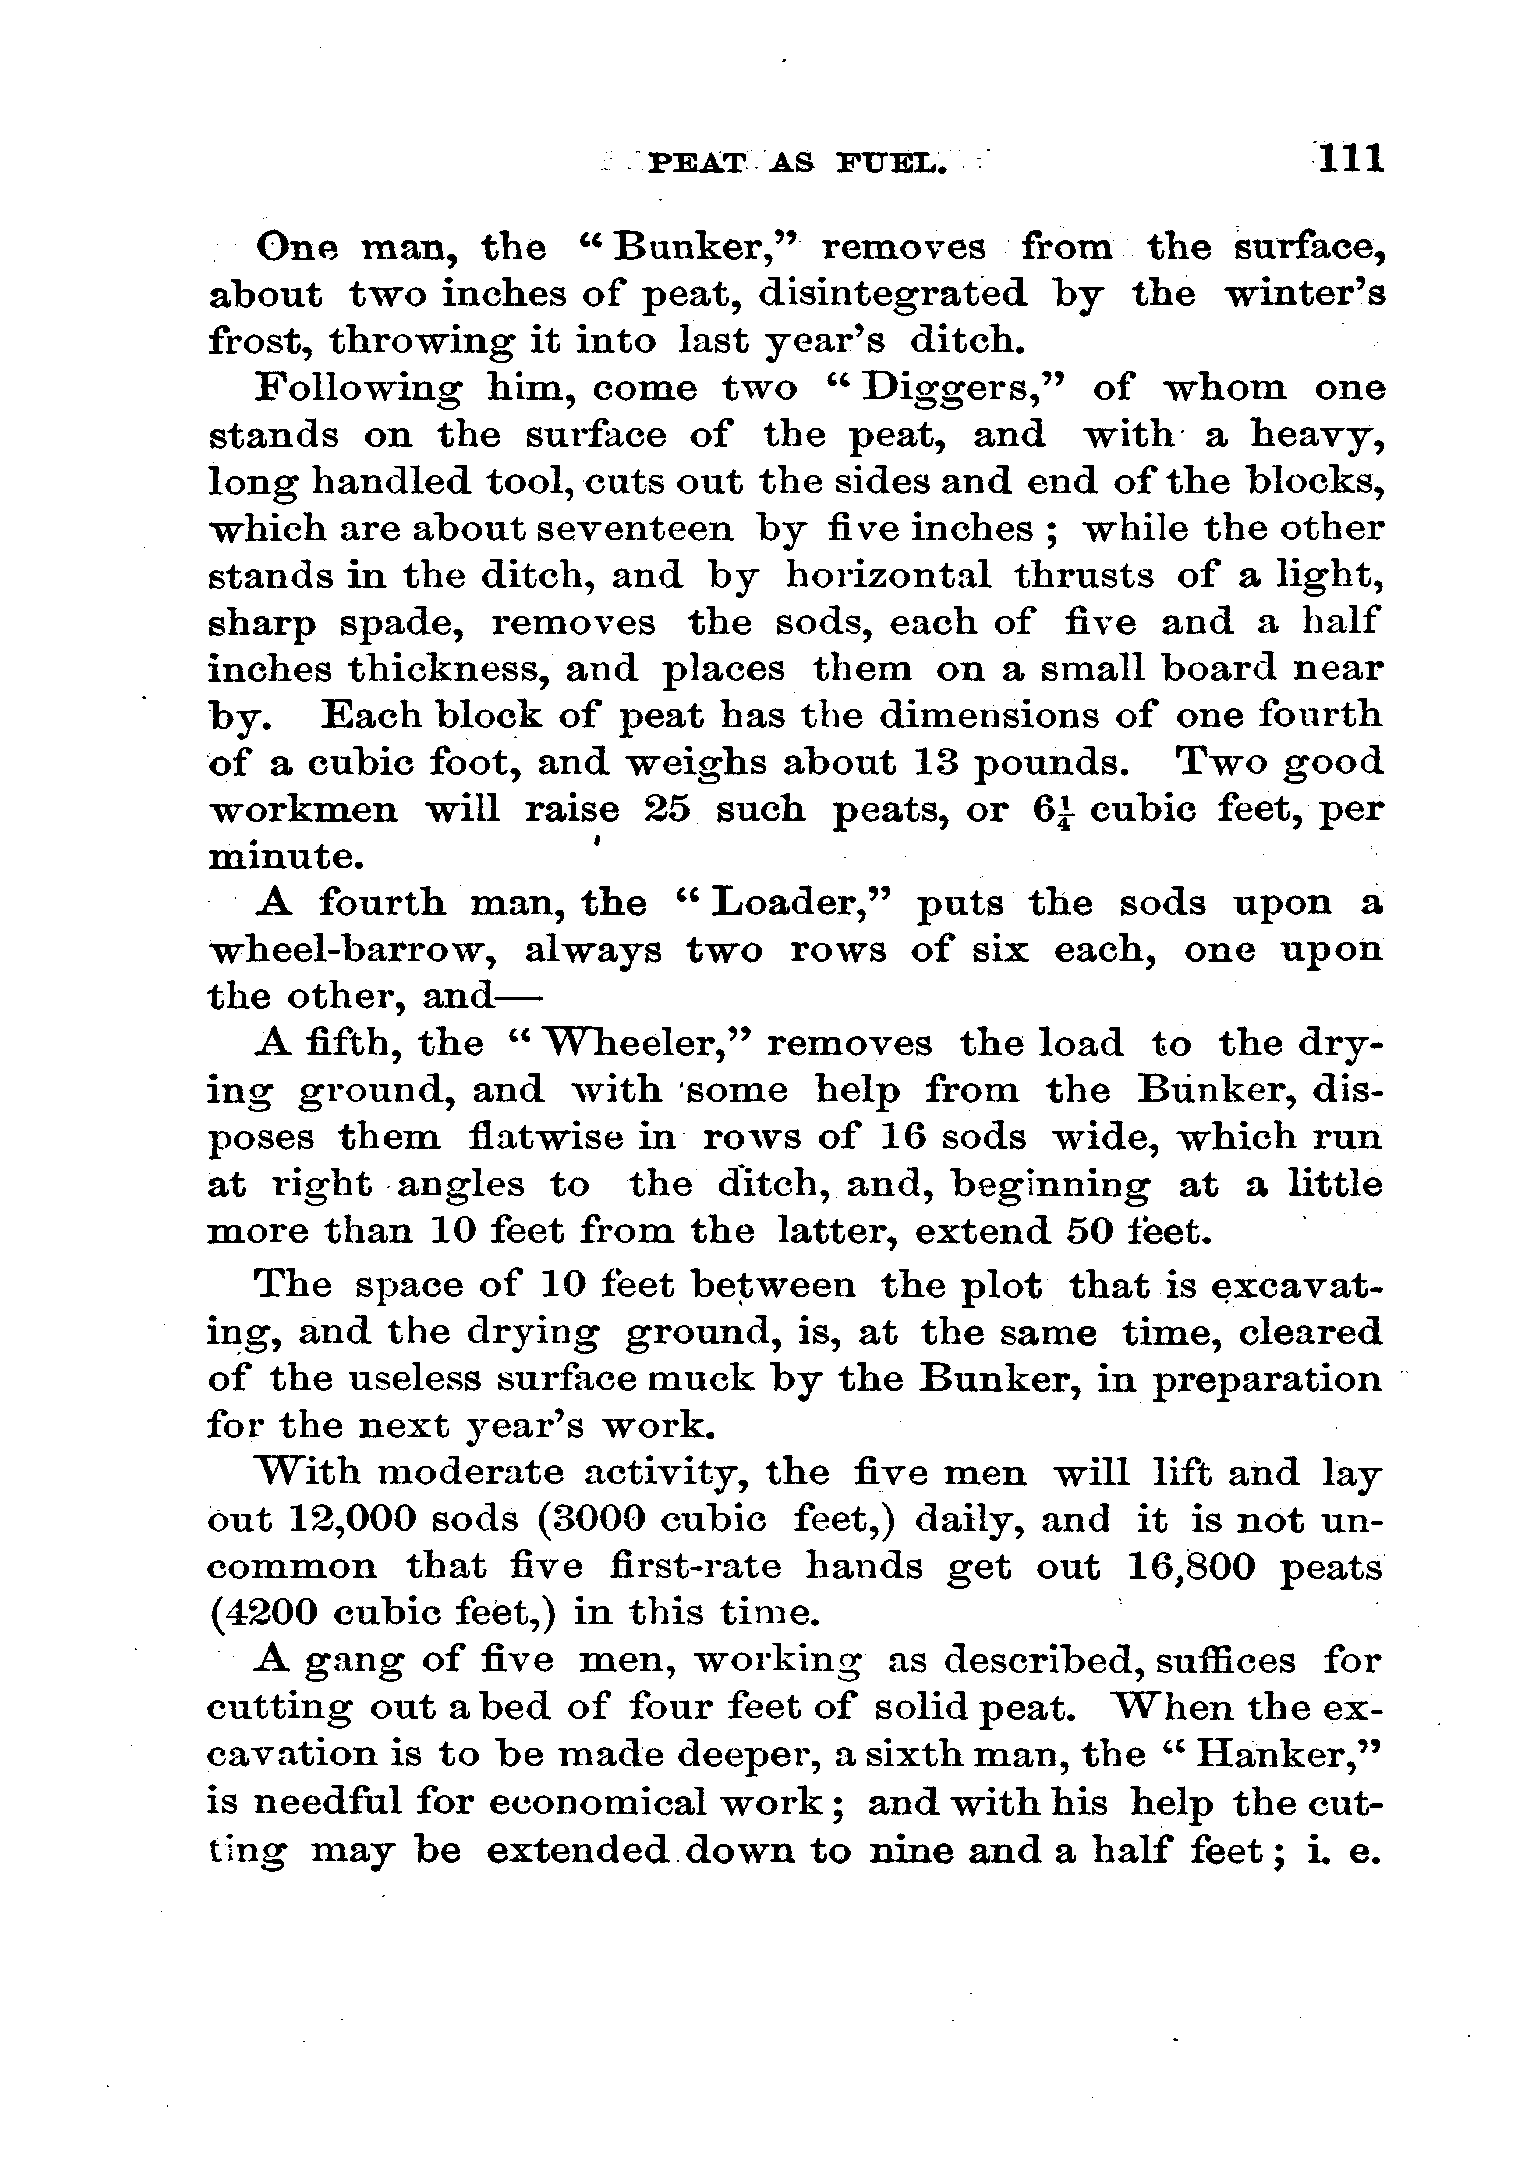 PEAT AS FUEL. 111
One man, the “Bunker,” removes from the surface,
about two inches of peat, disintegrated by the winter’s
frost, throwing it into last year’s ditch.
Following him, come two “Diggers,” of whom one
stands on the surface of the peat, and with a heavy,
long handled tool, cuts out the sides and end of the blocks,
which are about seventeen by five inches; while the other
stands in the ditch, and by horizontal thrusts of a light,
sharp spade, removes the sods, each of five and a half
inches thickness, and places them on a small board near
by. Each block of peat has the dimensions of one fourth
of a cubic foot, and weighs about 13 pounds. Two good
workmen will raise 25 such peats, or 6¼ cubic feet, per
minute.
A fourth man, the “Loader,” puts the sods upon a
wheel-barrow, always two rows of six each, one upon
the other, and—
A fifth, the “Wheeler,” removes the load to the dry-
ing ground, and with some help from the Bunker, dis-
poses them flatwise in rows of 16 sods wide, which run
at right angles to the ditch, and, beginning at a little
more than 10 feet from the latter, extend 50 feet.
The space of 10 feet between the plot that is excavat-
ing, and the drying ground, is, at the same time, cleared
of the useless surface muck by the Bunker, in preparation
for the next year’s work.
With moderate activity, the five men will lift and lay
out 12,000 sods (3000 cubic feet,) daily, and it is not un-
common that five first-rate hands get out 16,800 peats
(4200 cubic feet,) in this time.
A gang of five men, working as described, suffices for
cutting out a bed of four feet of solid peat. When the ex-
cavation is to be made deeper, a sixth man, the “Hanker,”
is needful for economical work; and with his help the cut-
ting may be extended down to nine and a half feet; i. e.